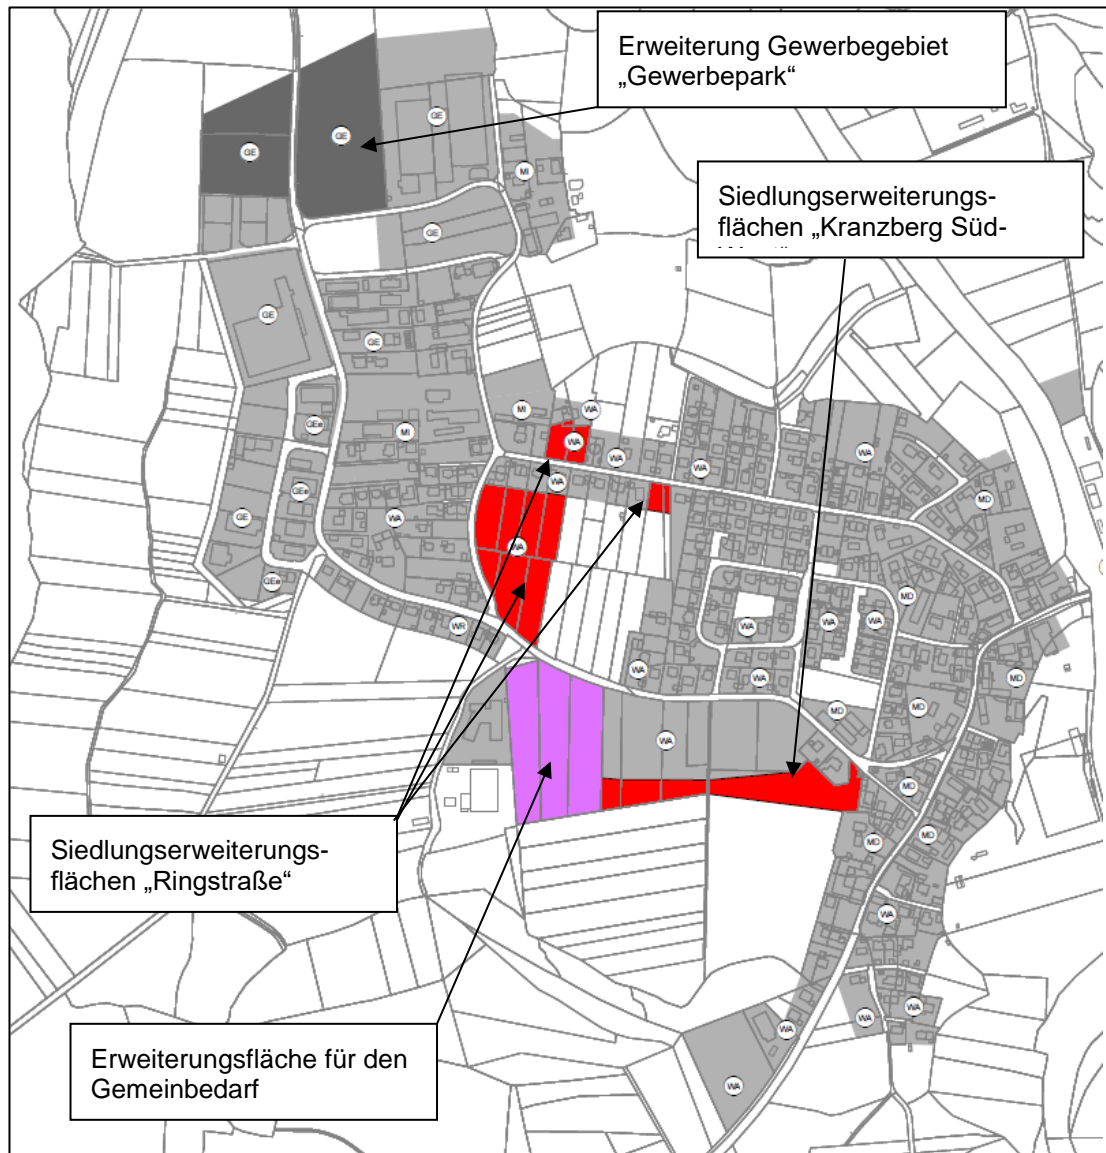 Erweiterung Gewerbegebiet
„Gewerbepark“
Siedlungserweiterungs-
flächen „Kranzberg Süd-
GE
GE
GE
MI
GE
GE
GE
MI
WA
WA
WA
WA
WA
GEe
MI
WA
GEe
MD
GE
WA
WA
GEe
MD
WR
WA
WA
WA
WA
WA
MD
MD
MD
WA
MD
MD
MD
Siedlungserweiterungs-
flächen „Ringstraße“
WA
WA
WA
WA
Erweiterungsfläche für den
Gemeinbedarf
WA